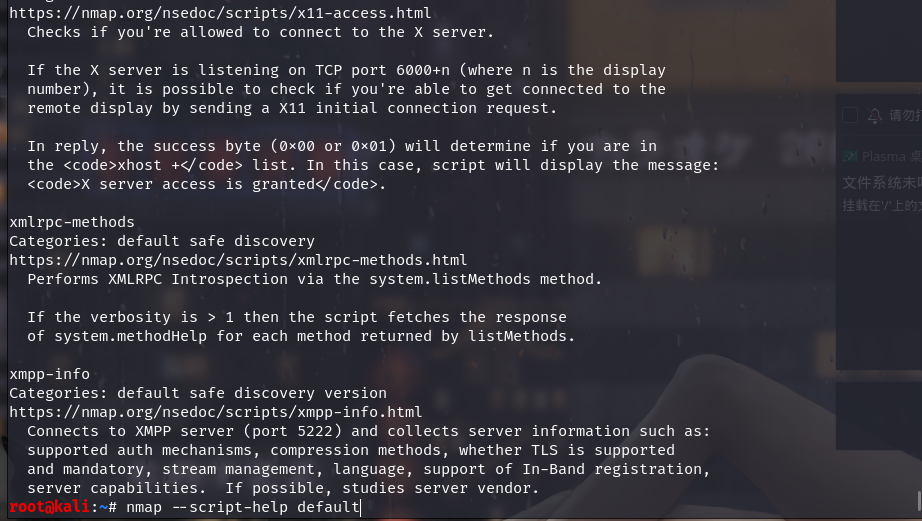 https://nmap.org/nsedoc/scripts/x11-access.html
Checks if you're allowed to connect to the X server.
If the X server is listening on TCP port 6000+n (where n is the display
number), it is possible to check if you're able to get connected to the
remote display by sending a X11 initial connection request.
In reply, the success byte (0×00 or 0×01) will determine if you are in
the <code>xhost +</code> list. In this case, script will display the message:
<code>X server access is granted</code>.
xmlrpc-methods
Categories: default safe discovery
https://nmap.org/nsedoc/scripts/xmlrpc-methods.html
Performs XMLRPC Introspection via the system.listMethods method.
If the verbosity is > 1 then the script fetches the response
of system.methodHelp for each method returned by listMethods.
xmpp-info
Categories: default safe discovery version
https://nmap.org/nsedoc/scripts/xmpp-info.html
Connects to XMPP server (port 5222) and collects server information such as:
supported auth mechanisms, compression methods, whether TLS is supported
and mandatory, stream management, language, support of In-Band registration,
server capabilities.  If possible, studies server vendor.
root@kali:~# nmap --script-help default
请勿
Plasma 桌
文件系统未
挂载在'/'上的